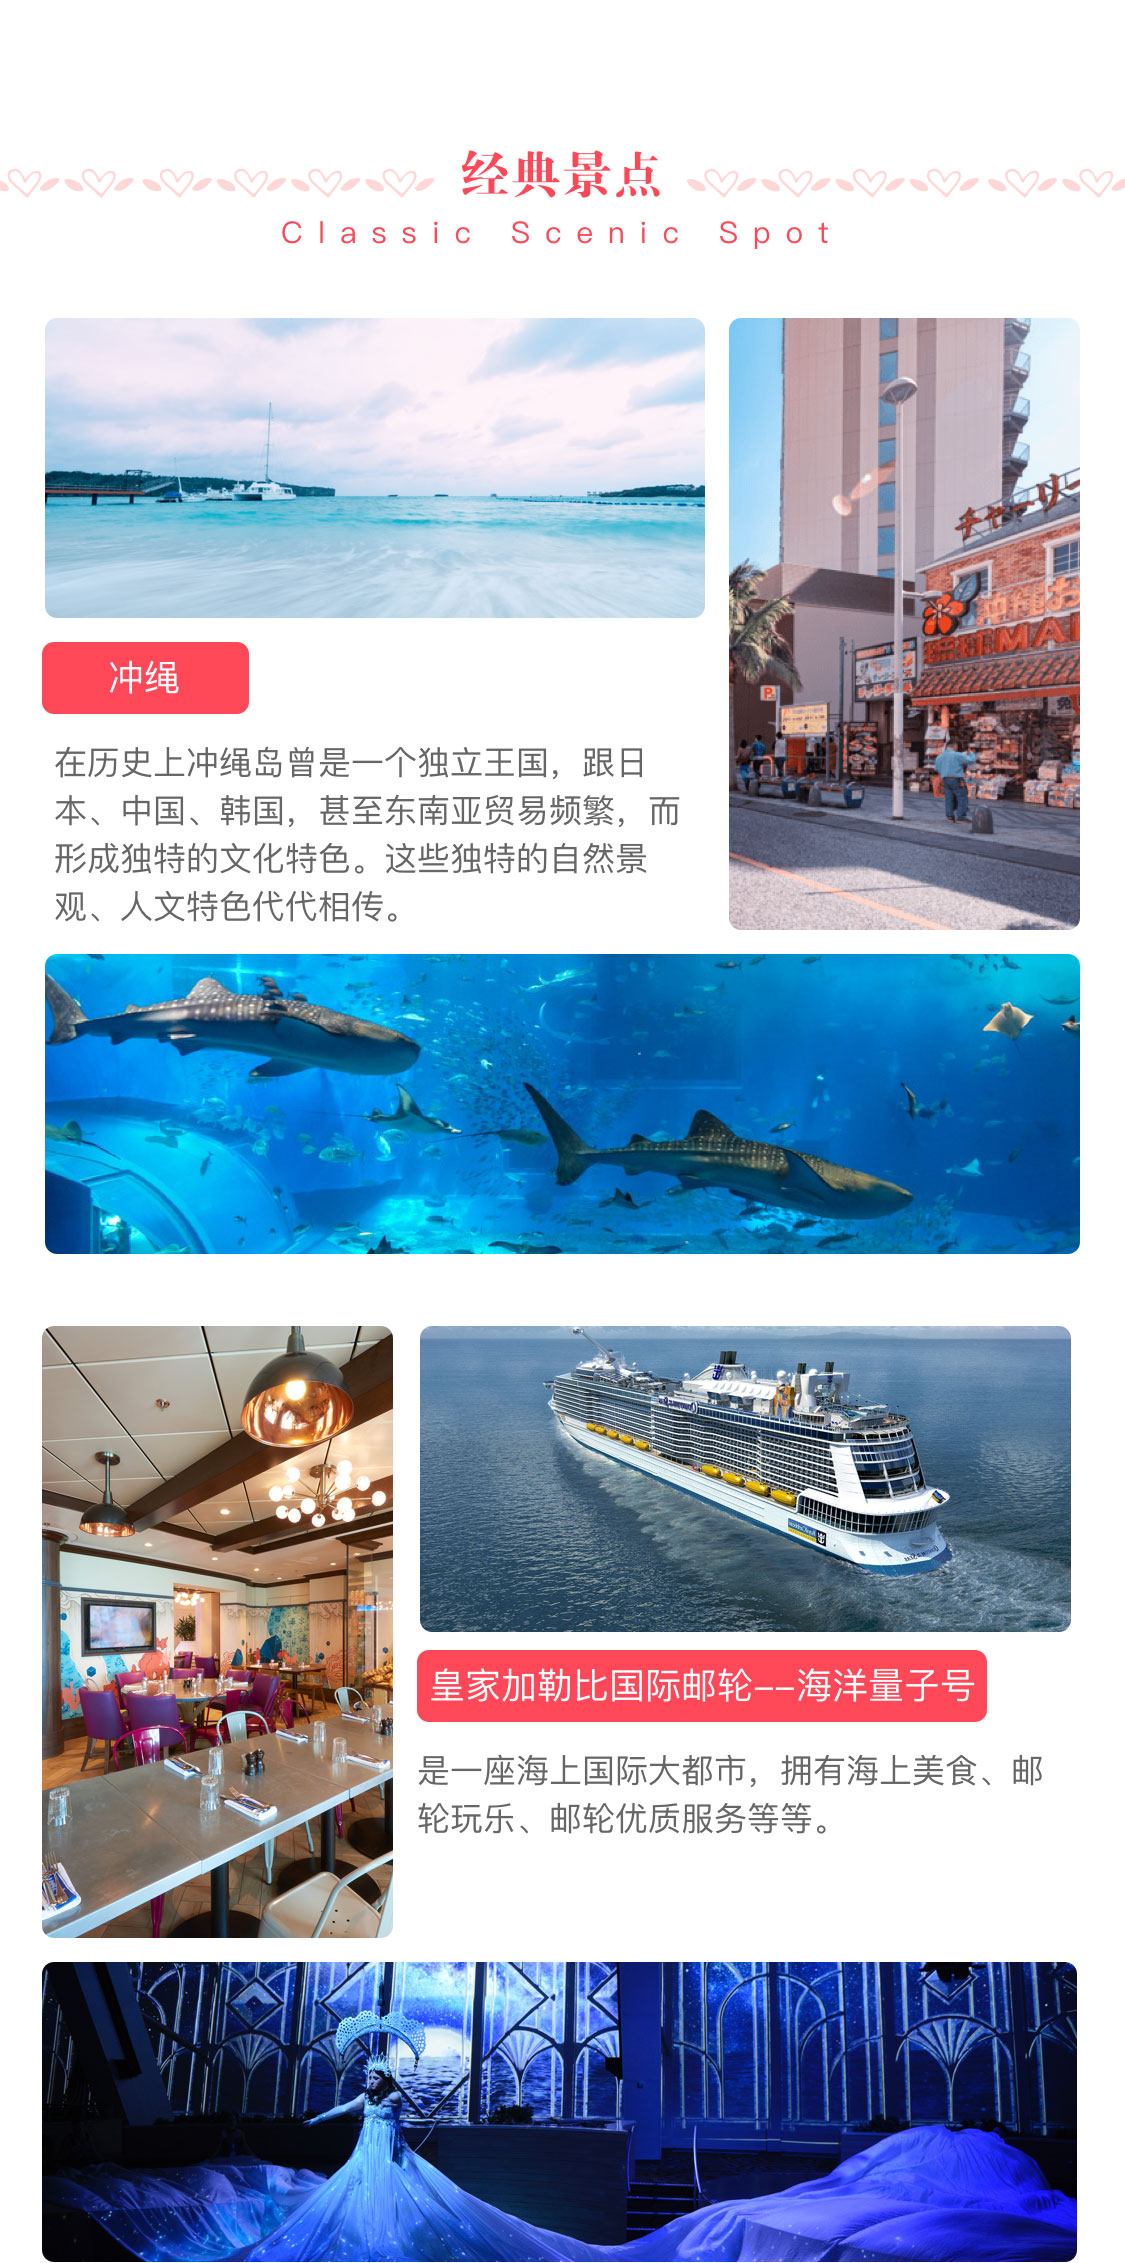 经典景点
Classic Scenic Spot
チャーリー
P
冲绳
在历史上冲绳岛曾是一个独立王国，跟日
本、中国、韩国，甚至东南亚贸易频繁，而
形成独特的文化特色。这些独特的自然景
观、人文特色代代相传。
皇家加勒比国际邮轮--海洋量子号
是一座海上国际大都市，拥有海上美食、邮
轮玩乐、邮轮优质服务等等。